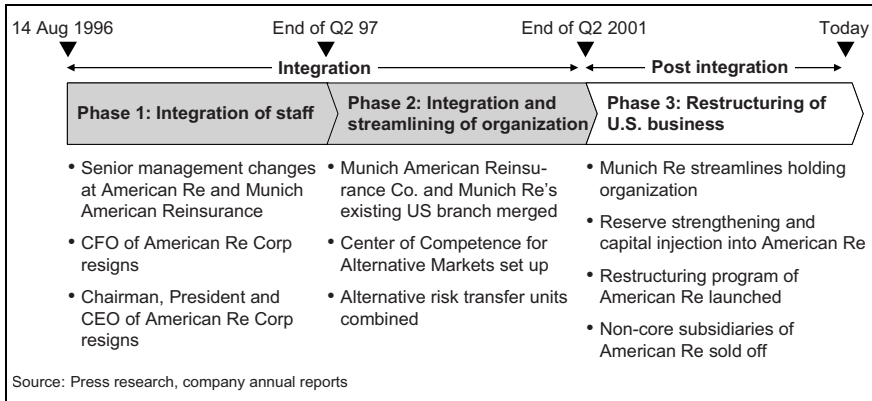 14 Aug 1996 End of Q2 97 End of Q2 2001 Today
Integration Post integration
Phase 1: Integration of staff
Phase 2: Integration and
streamlining of organization
Phase 3: Restructuring of
U.S. business
• Senior management changes
at American Re and Munich
American Reinsurance
• CFO of American Re Corp
resigns
• Chairman, President and
CEO of American Re Corp
resigns
• Munich American Reinsu-
rance Co. and Munich Re's
existing US branch merged
• Center of Competence for
Alternative Markets set up
• Alternative risk transfer units
combined
• Munich Re streamlines holding
organization
• Reserve strengthening and
capital injection into American Re
• Restructuring program of
American Re launched
• Non-core subsidiaries of
American Re sold off
Source: Press research, company annual reports